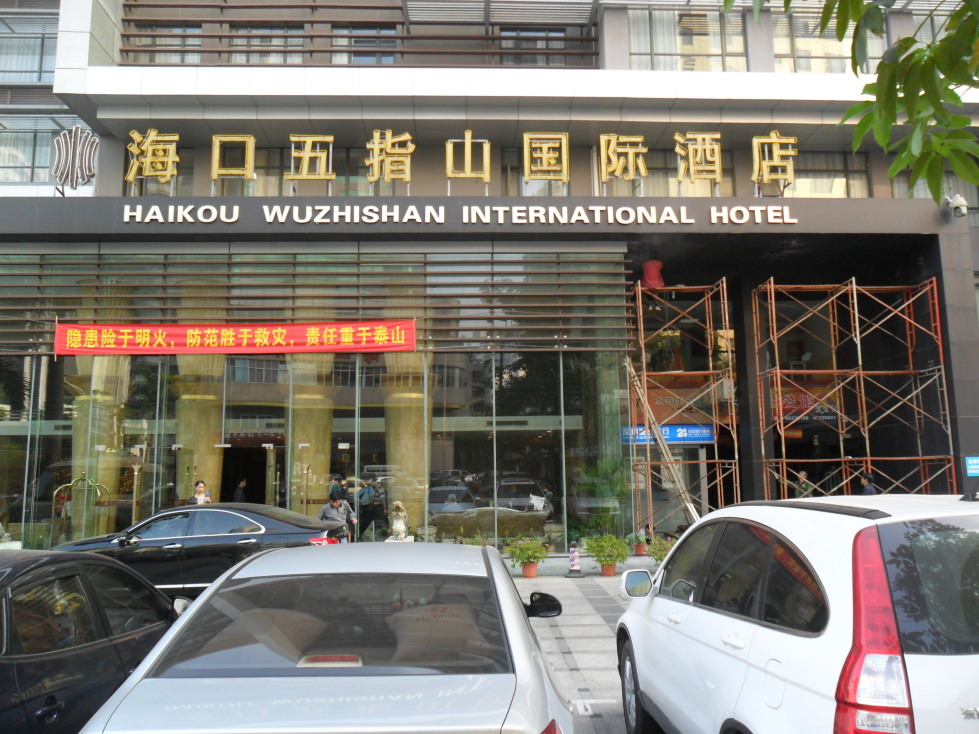 海口五指山国际酒店
HAIKOU WUZHISHAN INTERNATIONAL HOTEL
隐患险于明火，防范胜于救灾，责任重于泰山